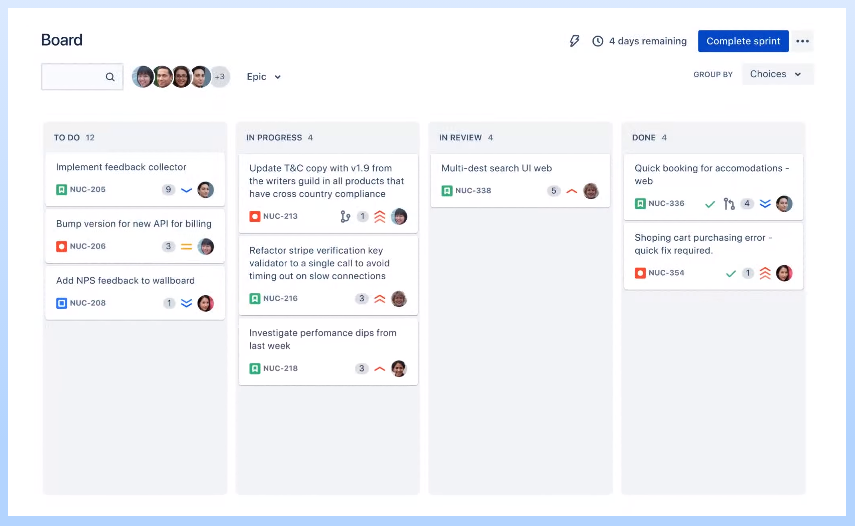 Board
4 days remaining
Complete sprint
+3
Epic
GROUP BY
Choices
TO DO 12
Implement feedback collector
NUC-205
9
Bump version for new API for billing
NUC-206
3
Add NPS feedback to wallboard
NUC-208
1
IN PROGRESS 4
Update T&C copy with v1.9 from
the writers guild in all products that
have cross country compliance
NUC-213
1
Refactor stripe verification key
validator to a single call to avoid
timing out on slow connections
NUC-216
3
Investigate perfomance dips from
last week
NUC-218
3
IN REVIEW 4
Multi-dest search UI web
NUC-338
5
DONE 4
Quick booking for accomodations -
web
NUC-336
4
Shoping cart purchasing error -
quick fix required.
NUC-354
1